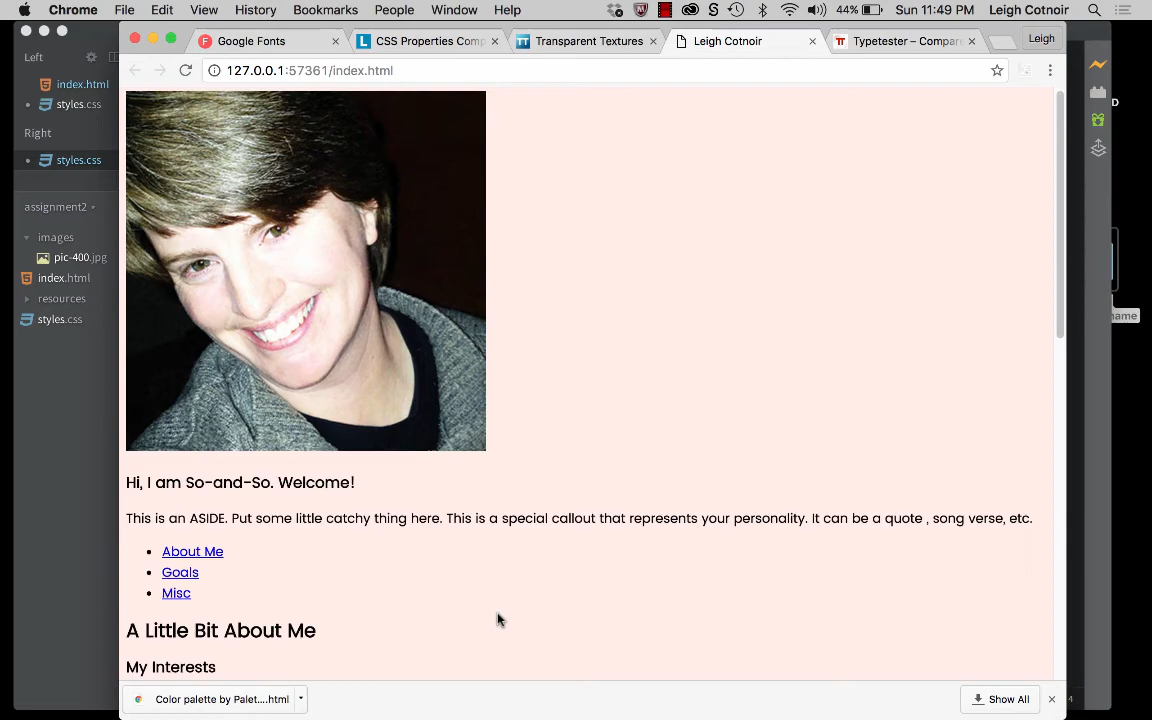 Chrome File Edit View History Bookmarks People Window Help 44% Sun 11:49 PM Leigh Cotnoir
Google Fonts
CSS Properties Comp
Transparent Textures
Leigh Cotnoir
Typetester – Compare
Leigh
127.0.0.1:57361/index.html
Left
index.html
styles.css
Right
styles.css
assignment2
images
pic-400.jpg
index.html
resources
styles.css
D
name
4
Hi, I am So-and-So. Welcome!
This is an ASIDE. Put some little catchy thing here. This is a special callout that represents your personality. It can be a quote , song verse, etc.
About Me
Goals
Misc
A Little Bit About Me
My Interests
Color palette by Palet....html
Show All